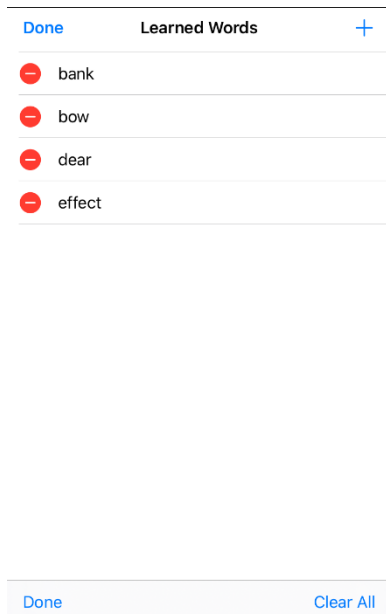 Done Learned Words +
bank
bow
dear
effect
Done Clear All